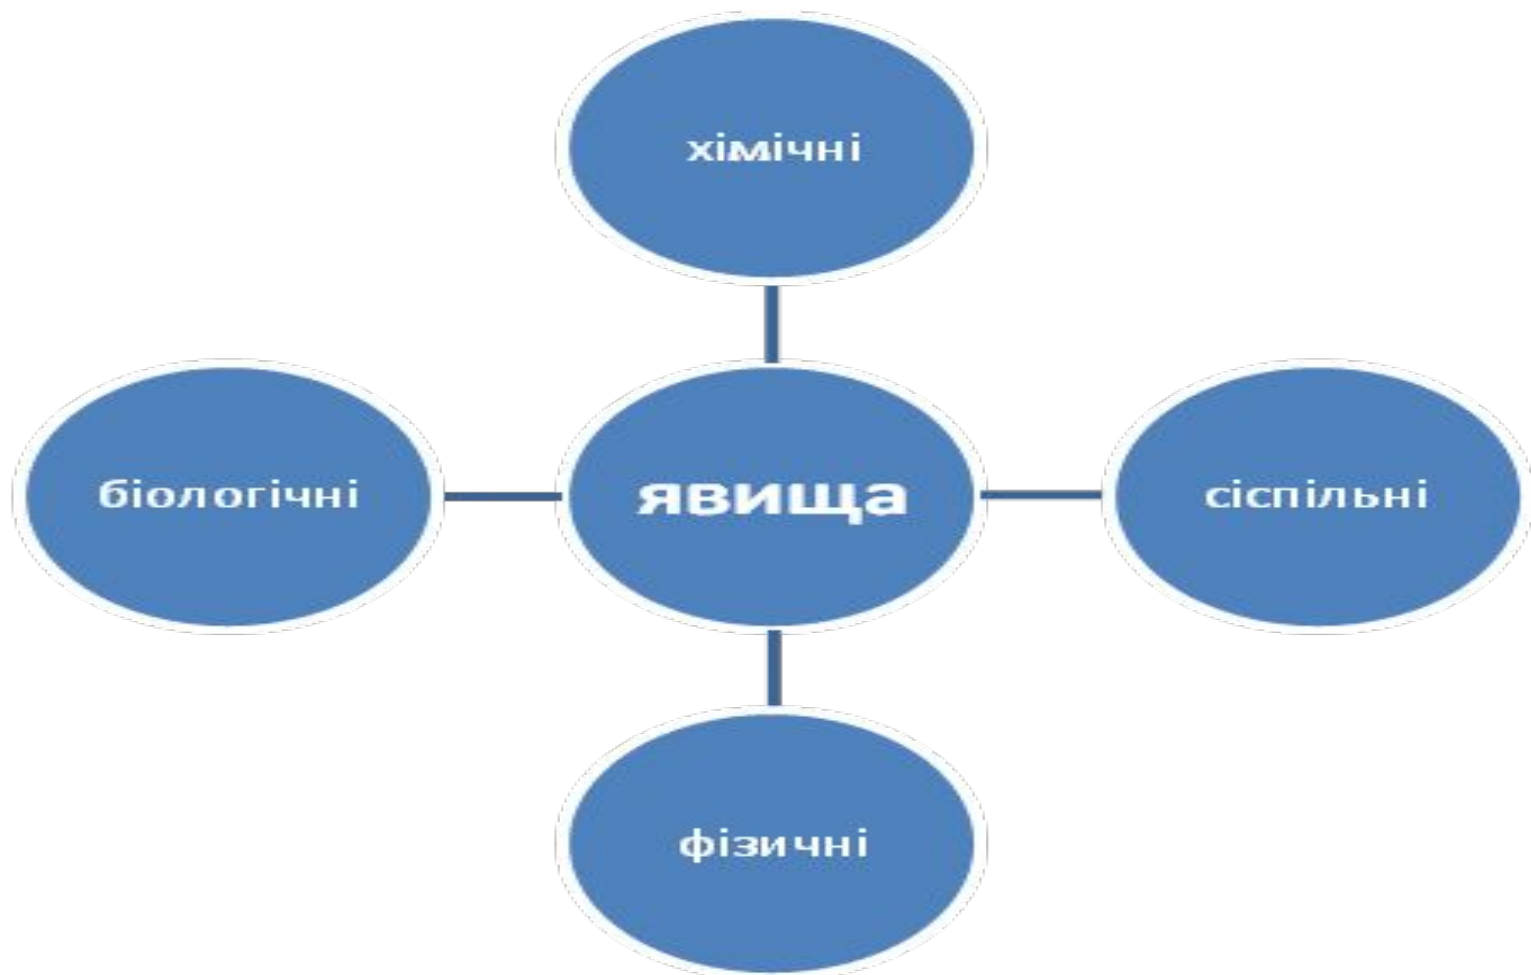 хімічні
біологічні
явища
сіспільні
фізичні